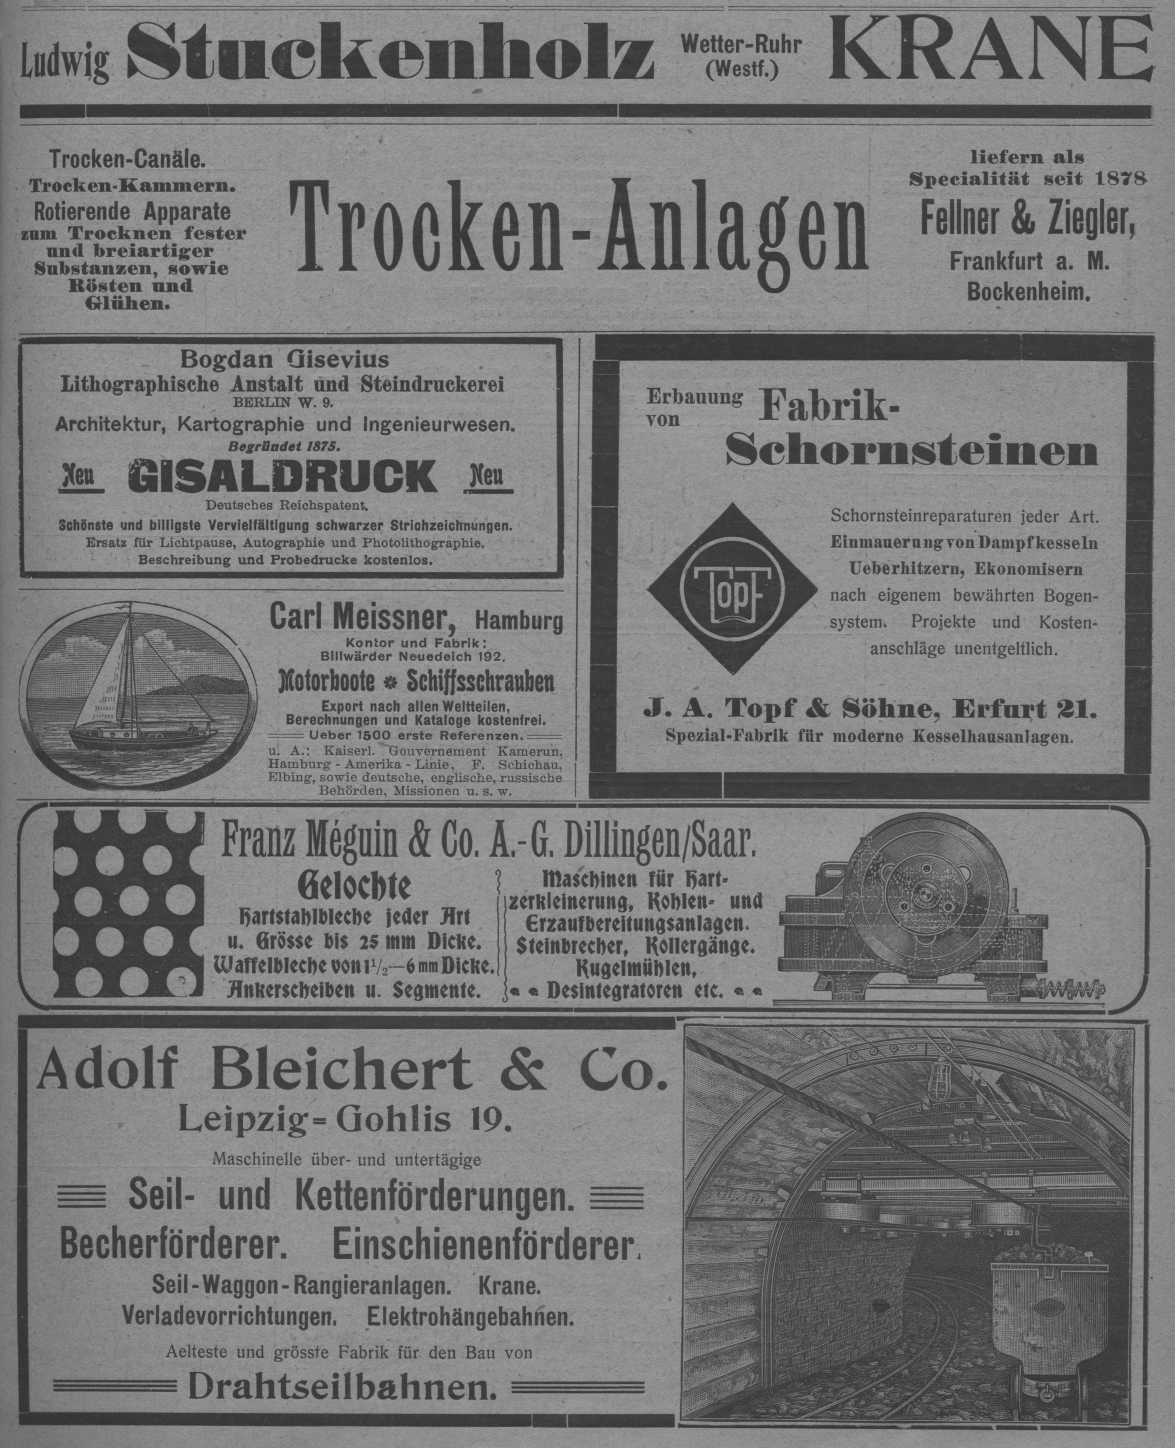 Ludwig Stuckenholz Wetter-Ruhr (Westf.) KRANE
Trocken-Canäle.
Trocken-Kammern.
Rotierende Apparate
zum Trocknen fester
und breiartiger
Substanzen, sowie
Rösten und
Glühen.
Trocken-Anlagen
liefern als
Specialität seit 1878
Fellner & Ziegler,
Frankfurt a. M.
Bockenheim.
Bogdan Gisevius
Lithographische Anstalt und Steindruckerei
BERLIN W. 9.
Architektur, Kartographie und Ingenieurwesen.
Begründet 1875.
Neu GISALDRUCK Neu
Deutsches Reichspatent.
Schönste und billigste Vervielfältigung schwarzer Strichzeichnungen.
Ersatz für Lichtpause, Autographie und Photolithographie.
Beschreibung und Probedrucke kostenlos.
Carl Meissner, Hamburg
Kontor und Fabrik:
Billwärder Neuedeich 192.
Motorboote Schiffsschrauben
Export nach allen Weltteilen,
Berechnungen und Kataloge kostenfrei.
Ueber 1500 erste Referenzen.
u. A.: Kaiserl. Gouvernement Kamerun,
Hamburg - Amerika - Linie, F. Schichau,
Elbing, sowie deutsche, englische, russische
Behörden, Missionen u. s. w.
Erbauung
von
Fabrik-
Schornsteinen
TOPF
Schornsteinreparaturen jeder Art.
Einmauerung von Dampfkesseln
Ueberhitzern, Ekonomisern
nach eigenem bewährten Bogen-
system. Projekte und Kosten-
anschläge unentgeltlich.
J. A. Topf & Söhne, Erfurt 21.
Spezial-Fabrik für moderne Kesselhausanlagen.
Franz Méguin & Co. A.-G. Dillingen/Saar.
Gelochte
Hartstahlbleche jeder Art
u. Grösse bis 25 mm Dicke.
Waffelbleche von 1 1/2—6 mm Dicke.
Ankerscheiben u. Segmente.
Maschinen für Hart-
zerkleinerung, Kohlen- und
Erzaufbereitungsanlagen.
Steinbrecher, Kollergänge.
Kugelmühlen,
Desintegratoren etc.
Adolf Bleichert & Co.
Leipzig=Gohlis 19.
Maschinelle über- und untertägige
Seil- und Kettenförderungen.
Becherförderer. Einschienenförderer.
Seil-Waggon-Rangieranlagen. Krane.
Verladevorrichtungen. Elektrohängebahnen.
Aelteste und grösste Fabrik für den Bau von
Drahtseilbahnen.